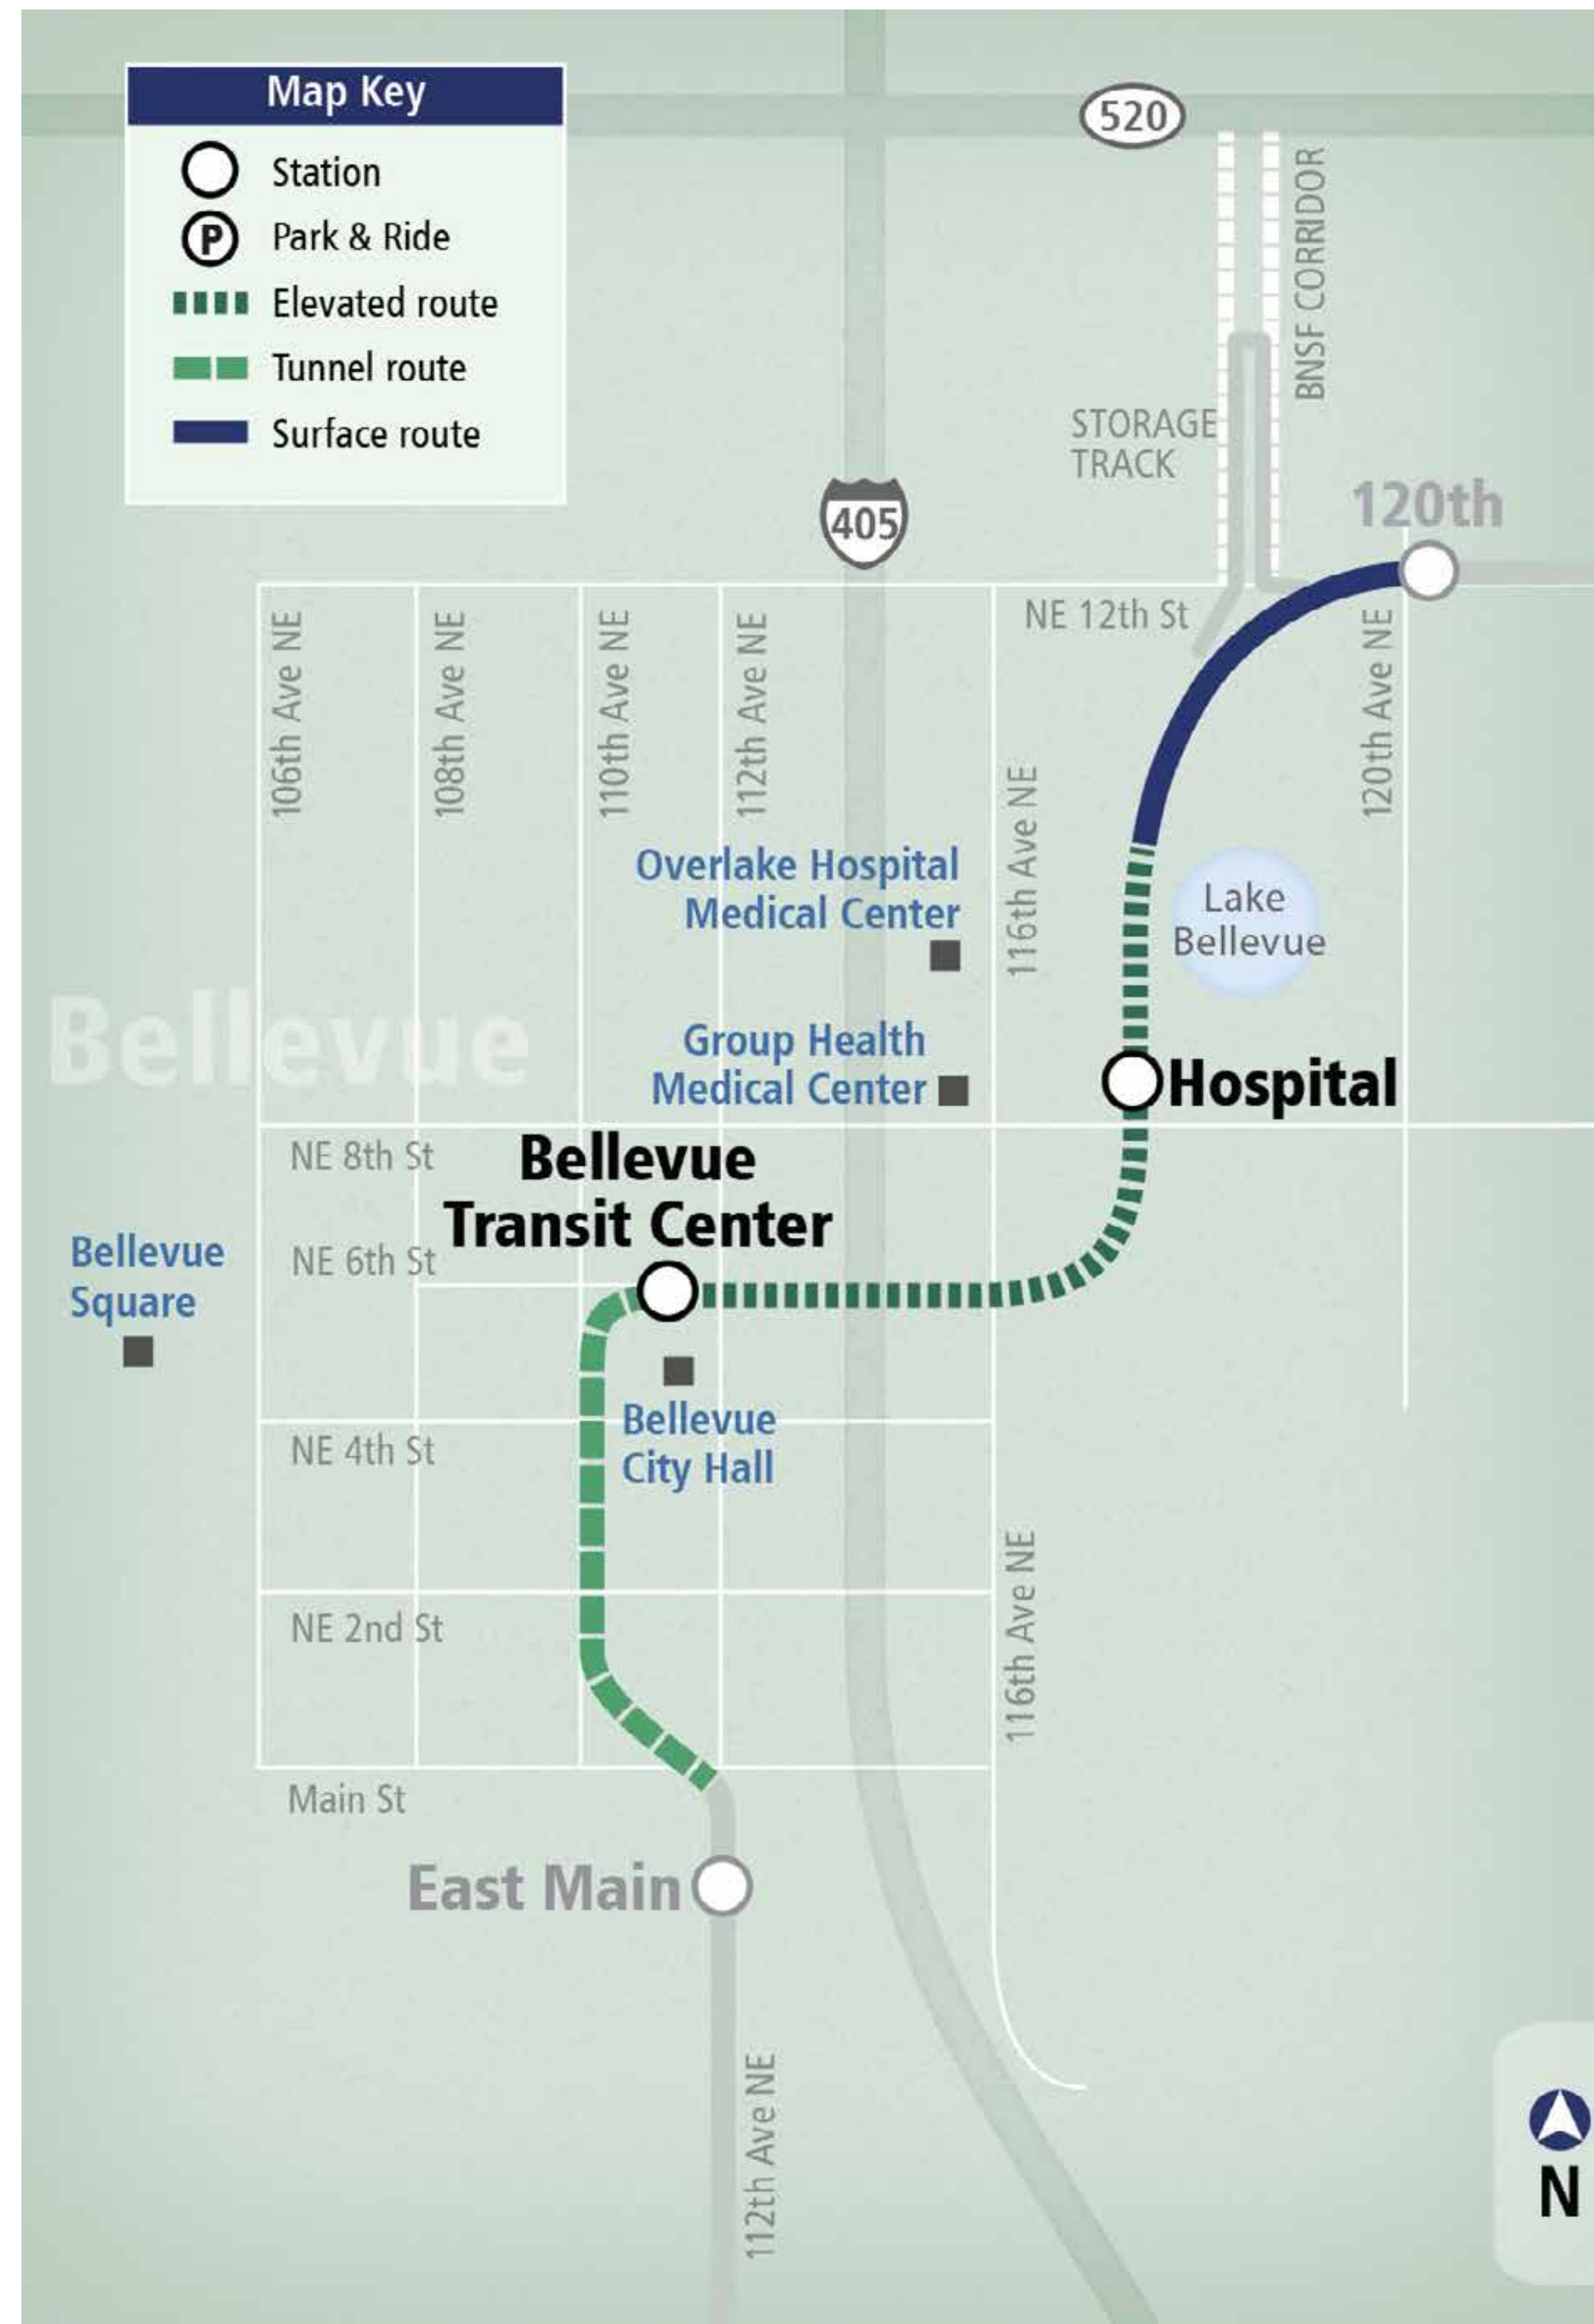 Map Key
Station
P
Park & Ride
Elevated route
Tunnel route
Surface route
520
BNSF CORRIDOR
STORAGE
TRACK
405
120th
NE 12th St
106th Ave NE
108th Ave NE
110th Ave NE
112th Ave NE
116th Ave NE
120th Ave NE
Overlake Hospital
Medical Center
Lake
Bellevue
Bellevue
Group Health
Medical Center
Hospital
NE 8th St
Bellevue
Transit Center
NE 6th St
Bellevue
Square
Bellevue
City Hall
NE 4th St
116th Ave NE
NE 2nd St
Main St
East Main
112th Ave NE
N